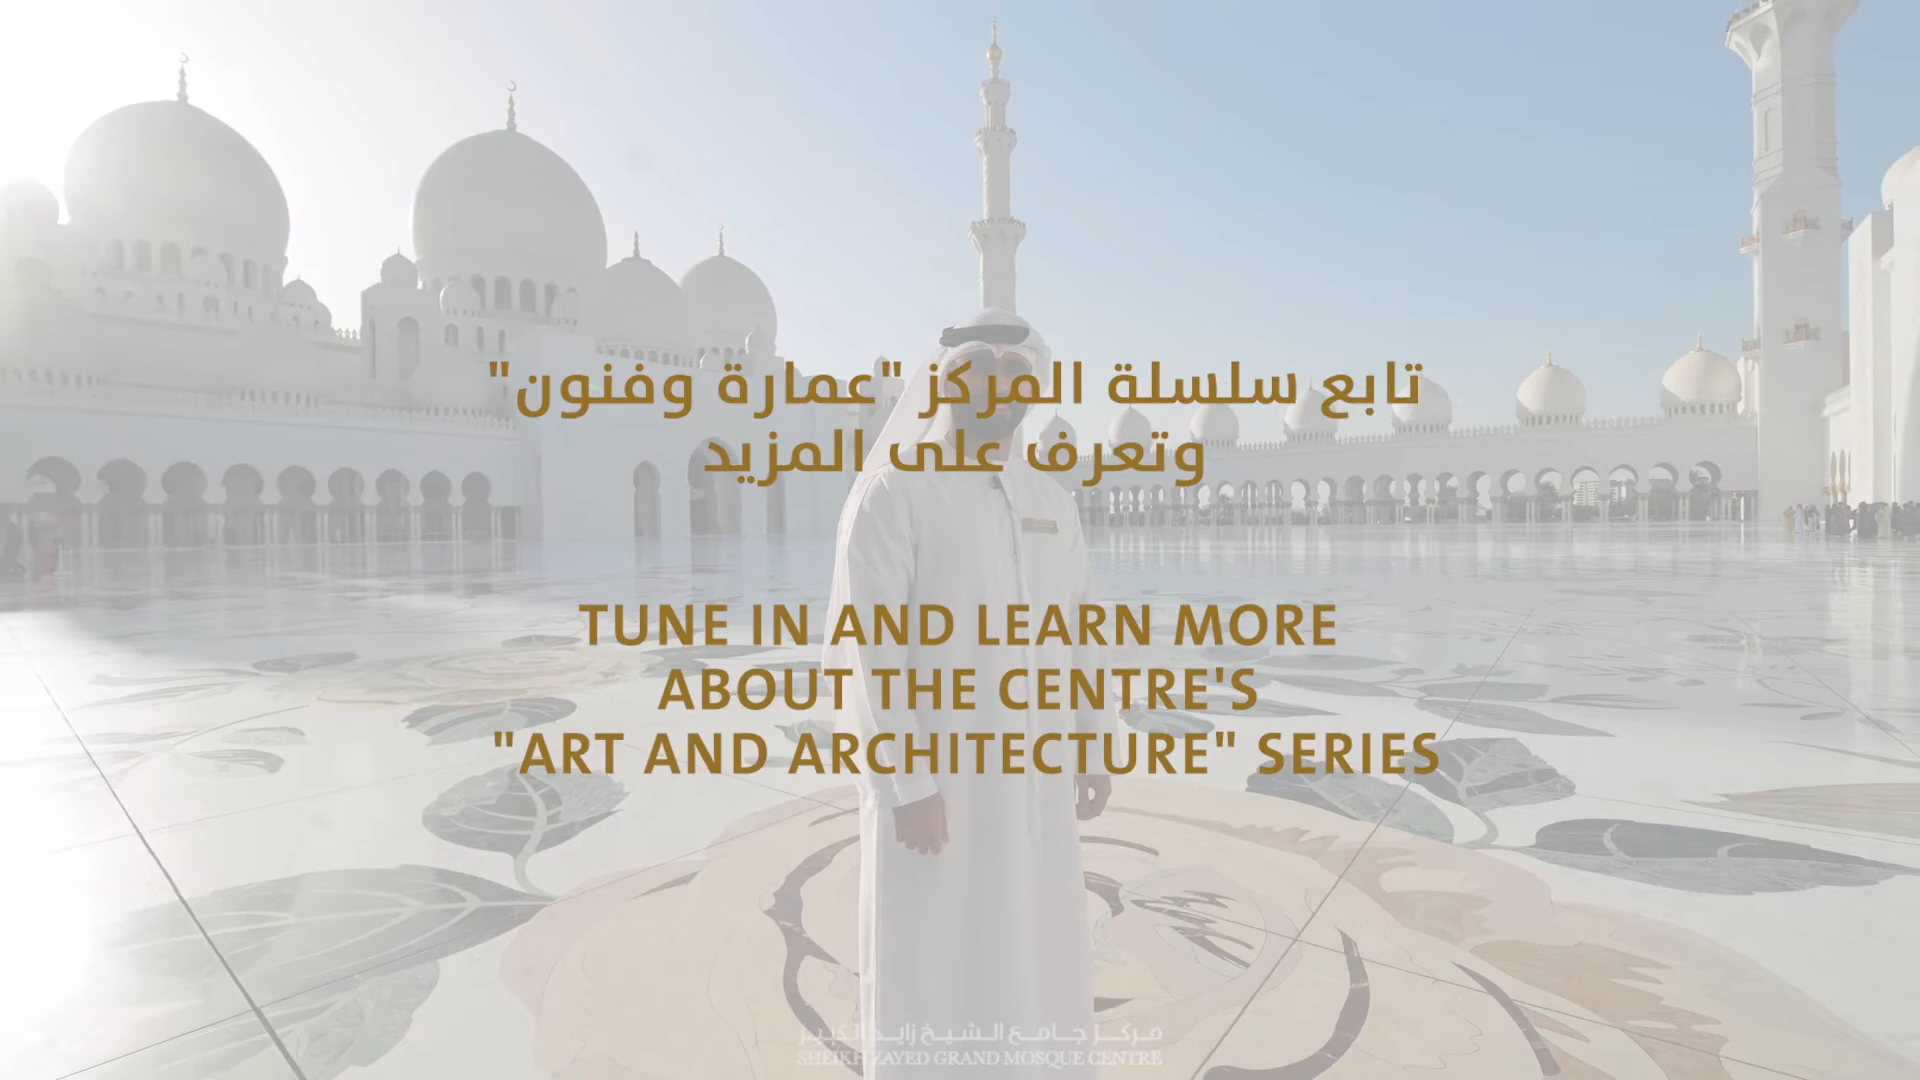 تابع سلسلة المركز "عمارة وفنون"
وتعرف على المزيد
TUNE IN AND LEARN MORE
ABOUT THE CENTRE'S
"ART AND ARCHITECTURE" SERIES
مركز جامع الشيخ زايد الكبير
SHEIKH ZAYED GRAND MOSQUE CENTRE